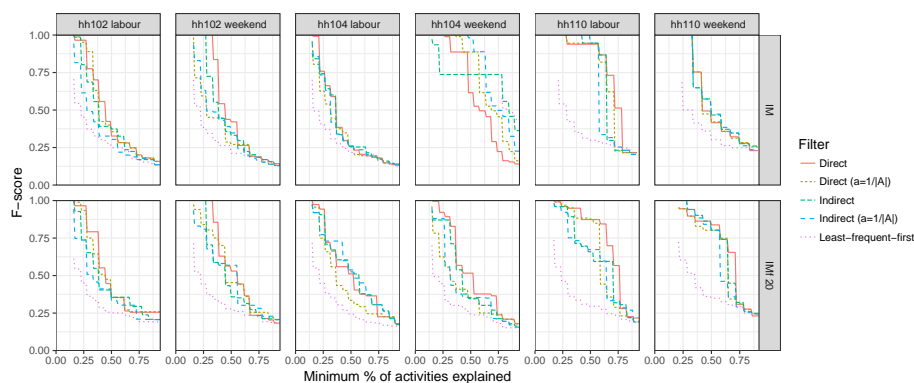 hh102 labour
hh102 weekend
hh104 labour
hh104 weekend
hh110 labour
hh110 weekend
1.00
0.75
0.50
0.25
0.00
IM
F-score
1.00
0.75
0.50
0.25
0.00
IMf 20
0.00 0.25 0.50 0.75
0.00 0.25 0.50 0.75
0.00 0.25 0.50 0.75
0.00 0.25 0.50 0.75
0.00 0.25 0.50 0.75
0.00 0.25 0.50 0.75
Minimum % of activities explained
Filter
Direct
Direct (a=1/|A|)
Indirect
Indirect (a=1/|A|)
Least-frequent-first